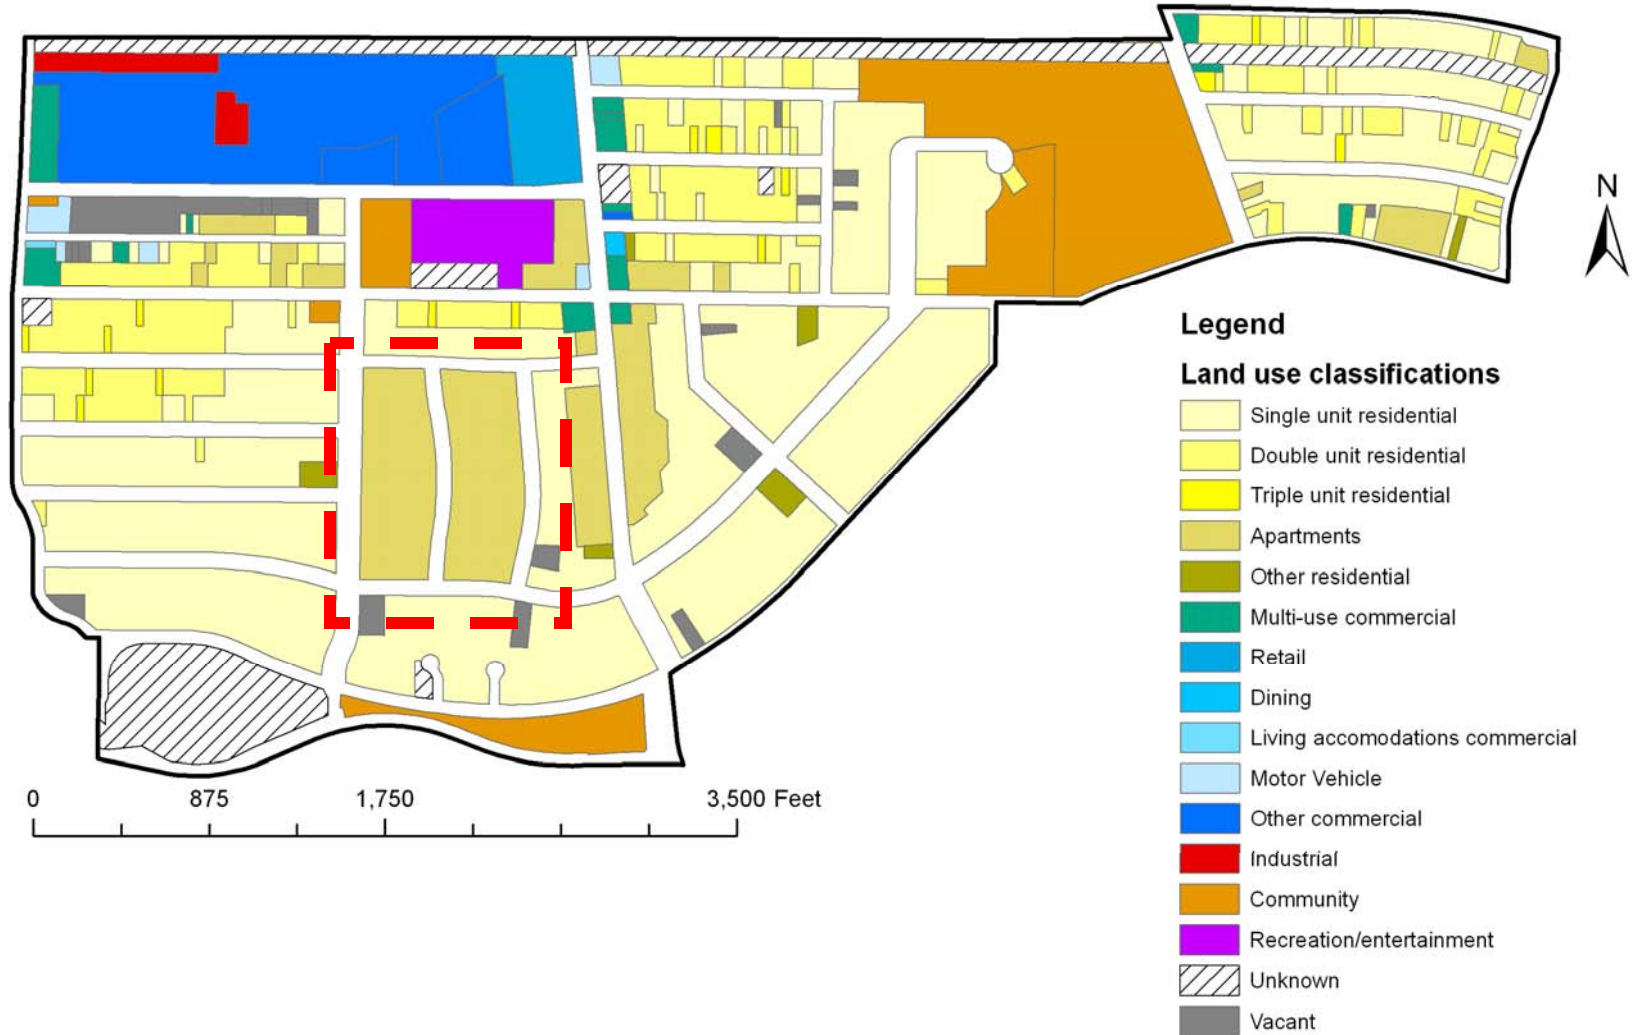 N
Legend
Land use classifications
Single unit residential
Double unit residential
Triple unit residential
Apartments
Other residential
Multi-use commercial
Retail
Dining
Living accomodations commercial
Motor Vehicle
Other commercial
Industrial
Community
Recreation/entertainment
Unknown
Vacant
0 875 1,750 3,500 Feet